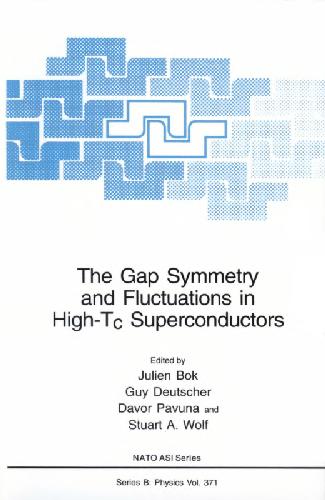 The Gap Symmetry
and Fluctuations in
High-Tc Superconductors
Edited by
Julien Bok
Guy Deutscher
Davor Pavuna and
Stuart A. Wolf
NATO ASI Series
Series B: Physics Vol. 371